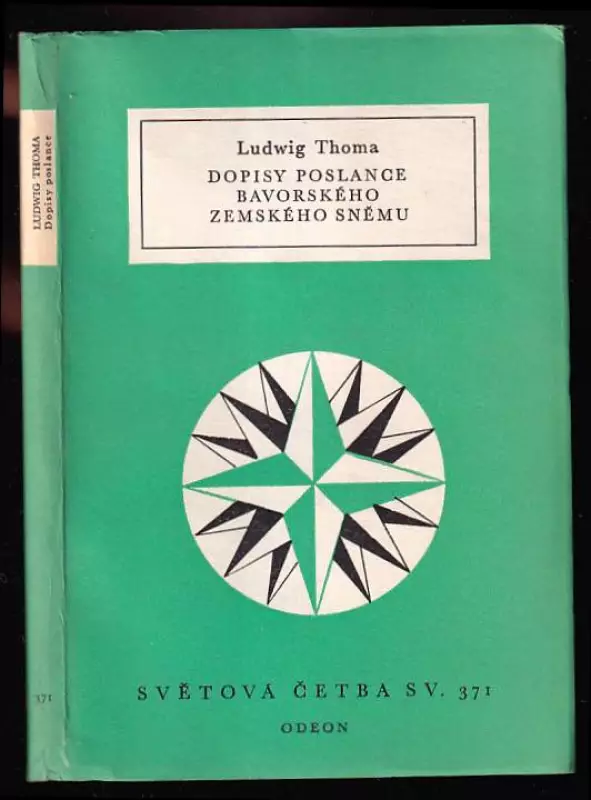 Ludwig Thoma
DOPISY POSLANCE
BAVORSKÉHO
ZEMSKÉHO SNĚMU
SVĚTOVÁ ČETBA SV. 371
ODEON
LUDWIG THOMA
Dopisy poslance
371